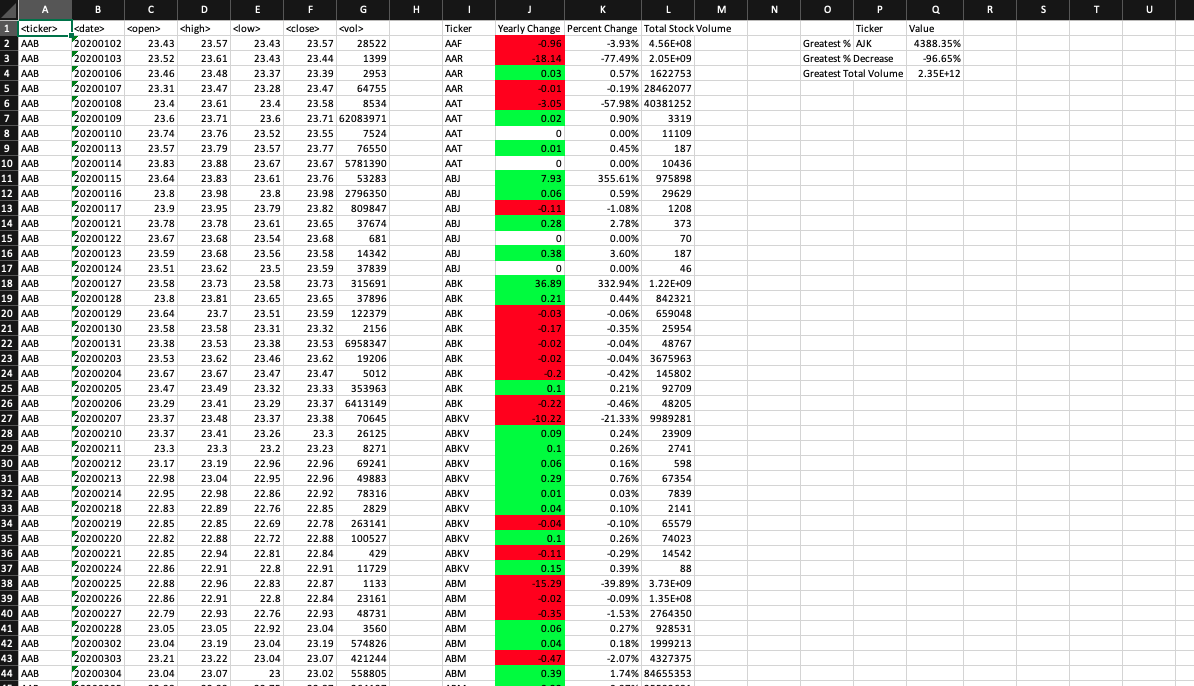 A B C D E F G H I J K L M N O P Q R S T U
1 <ticker> <date> <open> <high> <low> <close> <vol> Ticker Yearly Change Percent Change Total Stock Volume Ticker Value
2 AAB 20200102 23.43 23.57 23.43 23.57 28522 AAF -0.96 -3.93% 4.56E+08 Greatest % AJK 4388.35%
3 AAB 20200103 23.52 23.61 23.43 23.44 1399 AAR -18.14 -77.49% 2.05E+09 Greatest % Decrease -96.65%
4 AAB 20200106 23.46 23.48 23.37 23.39 2953 AAR 0.03 0.57% 1622753 Greatest Total Volume 2.35E+12
5 AAB 20200107 23.31 23.47 23.28 23.47 64755 AAR -0.01 -0.19% 28462077
6 AAB 20200108 23.4 23.61 23.4 23.58 8534 AAT -3.05 -57.98% 40381252
7 AAB 20200109 23.6 23.71 23.6 23.71 62083971 AAT 0.02 0.90% 3319
8 AAB 20200110 23.74 23.76 23.52 23.55 7524 AAT 0 0.00% 11109
9 AAB 20200113 23.57 23.79 23.57 23.77 76550 AAT 0.01 0.45% 187
10 AAB 20200114 23.83 23.88 23.67 23.67 5781390 AAT 0 0.00% 10436
11 AAB 20200115 23.64 23.83 23.61 23.76 53283 ABJ 7.93 355.61% 975898
12 AAB 20200116 23.8 23.98 23.8 23.98 2796350 ABJ 0.06 0.59% 29629
13 AAB 20200117 23.9 23.95 23.79 23.82 809847 ABJ -0.11 -1.08% 1208
14 AAB 20200121 23.78 23.78 23.61 23.65 37674 ABJ 0.28 2.78% 373
15 AAB 20200122 23.67 23.68 23.54 23.68 681 ABJ 0 0.00% 70
16 AAB 20200123 23.59 23.68 23.56 23.58 14342 ABJ 0.38 3.60% 187
17 AAB 20200124 23.51 23.62 23.5 23.59 37839 ABJ 0 0.00% 46
18 AAB 20200127 23.58 23.73 23.58 23.73 315691 ABK 36.89 332.94% 1.22E+09
19 AAB 20200128 23.8 23.81 23.65 23.65 37896 ABK 0.21 0.44% 842321
20 AAB 20200129 23.64 23.7 23.51 23.59 122379 ABK -0.03 -0.06% 659048
21 AAB 20200130 23.58 23.58 23.31 23.32 2156 ABK -0.17 -0.35% 25954
22 AAB 20200131 23.38 23.53 23.38 23.53 6958347 ABK -0.02 -0.04% 48767
23 AAB 20200203 23.53 23.62 23.46 23.62 19206 ABK -0.02 -0.04% 3675963
24 AAB 20200204 23.67 23.67 23.47 23.47 5012 ABK -0.2 -0.42% 145802
25 AAB 20200205 23.47 23.49 23.32 23.33 353963 ABK 0.1 0.21% 92709
26 AAB 20200206 23.29 23.41 23.29 23.37 6413149 ABK -0.22 -0.46% 48205
27 AAB 20200207 23.37 23.48 23.37 23.38 70645 ABKV -10.22 -21.33% 9989281
28 AAB 20200210 23.37 23.41 23.26 23.3 26125 ABKV 0.09 0.24% 23909
29 AAB 20200211 23.3 23.3 23.2 23.23 8271 ABKV 0.1 0.26% 2741
30 AAB 20200212 23.17 23.19 22.96 22.96 69241 ABKV 0.06 0.16% 598
31 AAB 20200213 22.98 23.04 22.95 22.96 49883 ABKV 0.29 0.76% 67354
32 AAB 20200214 22.95 22.98 22.86 22.92 78316 ABKV 0.01 0.03% 7839
33 AAB 20200218 22.83 22.89 22.76 22.85 2829 ABKV 0.04 0.10% 2141
34 AAB 20200219 22.85 22.85 22.69 22.78 263141 ABKV -0.04 -0.10% 65579
35 AAB 20200220 22.82 22.88 22.72 22.88 100527 ABKV 0.1 0.26% 74023
36 AAB 20200221 22.85 22.94 22.81 22.84 429 ABKV -0.11 -0.29% 14542
37 AAB 20200224 22.86 22.91 22.8 22.91 11729 ABKV 0.15 0.39% 88
38 AAB 20200225 22.88 22.96 22.83 22.87 1133 ABM -15.29 -39.89% 3.73E+09
39 AAB 20200226 22.86 22.91 22.8 22.84 23161 ABM -0.02 -0.09% 1.35E+08
40 AAB 20200227 22.79 22.93 22.76 22.93 48731 ABM -0.35 -1.53% 2764350
41 AAB 20200228 23.05 23.05 22.92 23.04 3560 ABM 0.06 0.27% 928531
42 AAB 20200302 23.04 23.19 23.04 23.19 574826 ABM 0.04 0.18% 1999213
43 AAB 20200303 23.21 23.22 23.04 23.07 421244 ABM -0.47 -2.07% 4327375
44 AAB 20200304 23.04 23.07 23 23.02 558805 ABM 0.39 1.74% 84655353